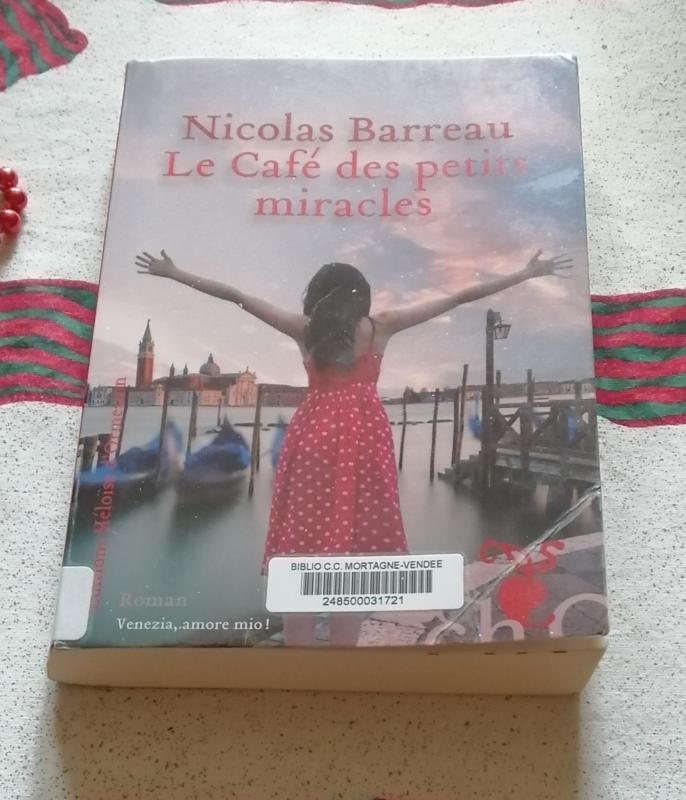 Nicolas Barreau
Le Café des petits
miracles
Éditions Héloïse d'Ormesson
BIBLIO C.C. MORTAGNE-VENDEE
248500031721
Roman
Venezia, amore mio !